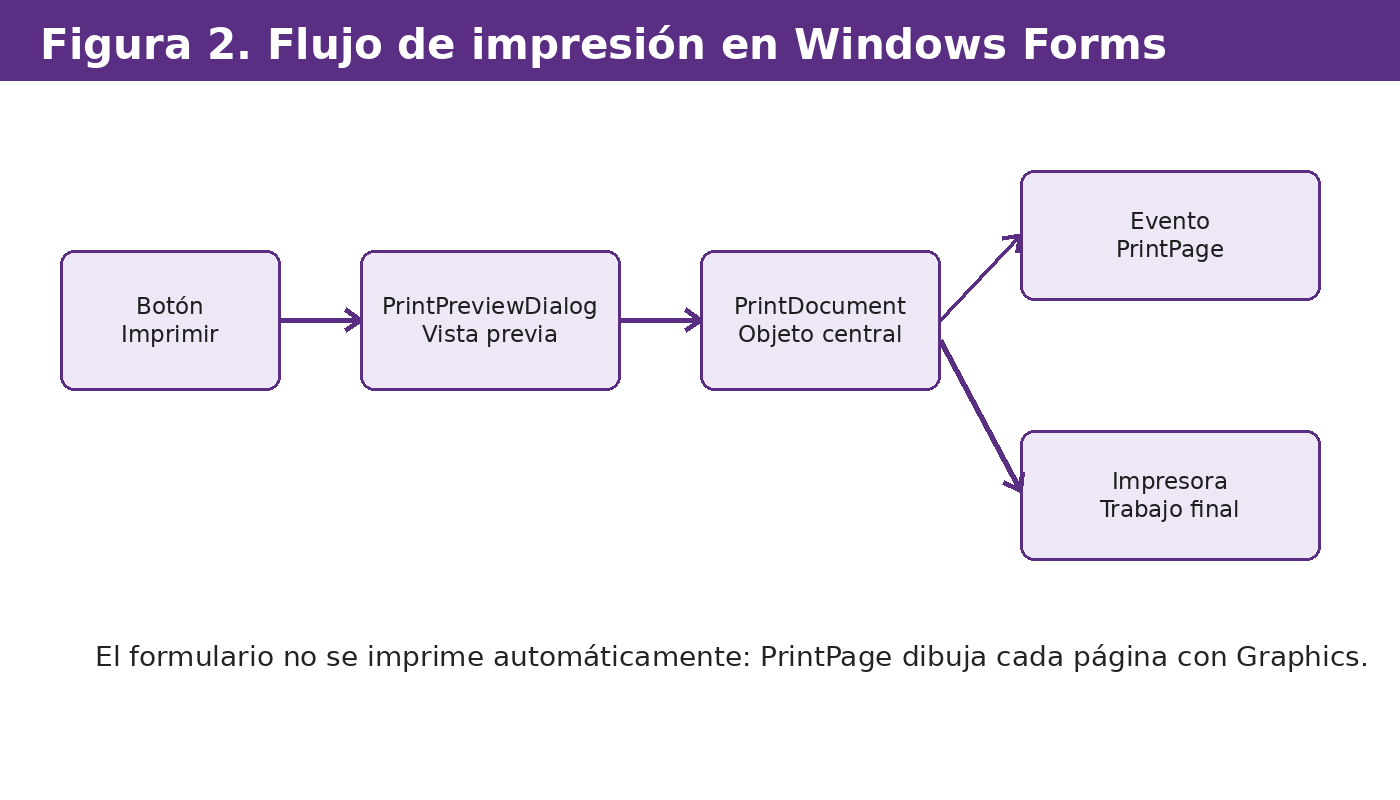 Figura 2. Flujo de impresión en Windows Forms
Botón
Imprimir
PrintPreviewDialog
Vista previa
PrintDocument
Objeto central
Evento
PrintPage
Impresora
Trabajo final
El formulario no se imprime automáticamente: PrintPage dibuja cada página con Graphics.